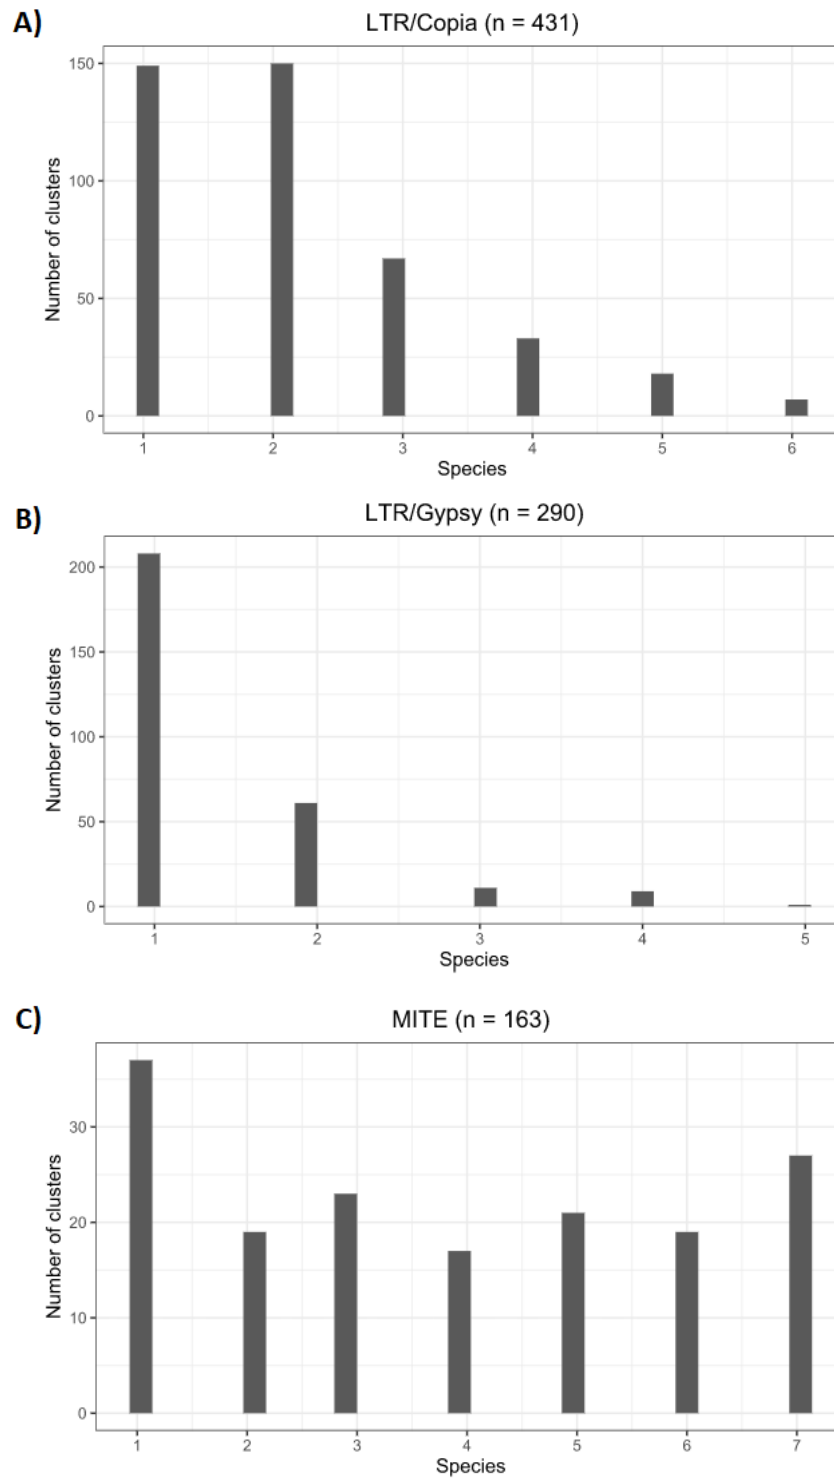 A)
LTR/Copia (n = 431)
150
100
50
0
Number of clusters
1 2 3 4 5 6
Species
B)
LTR/Gypsy (n = 290)
200
150
100
50
0
Number of clusters
1 2 3 4 5
Species
C)
MITE (n = 163)
30
20
10
0
Number of clusters
1 2 3 4 5 6 7
Species